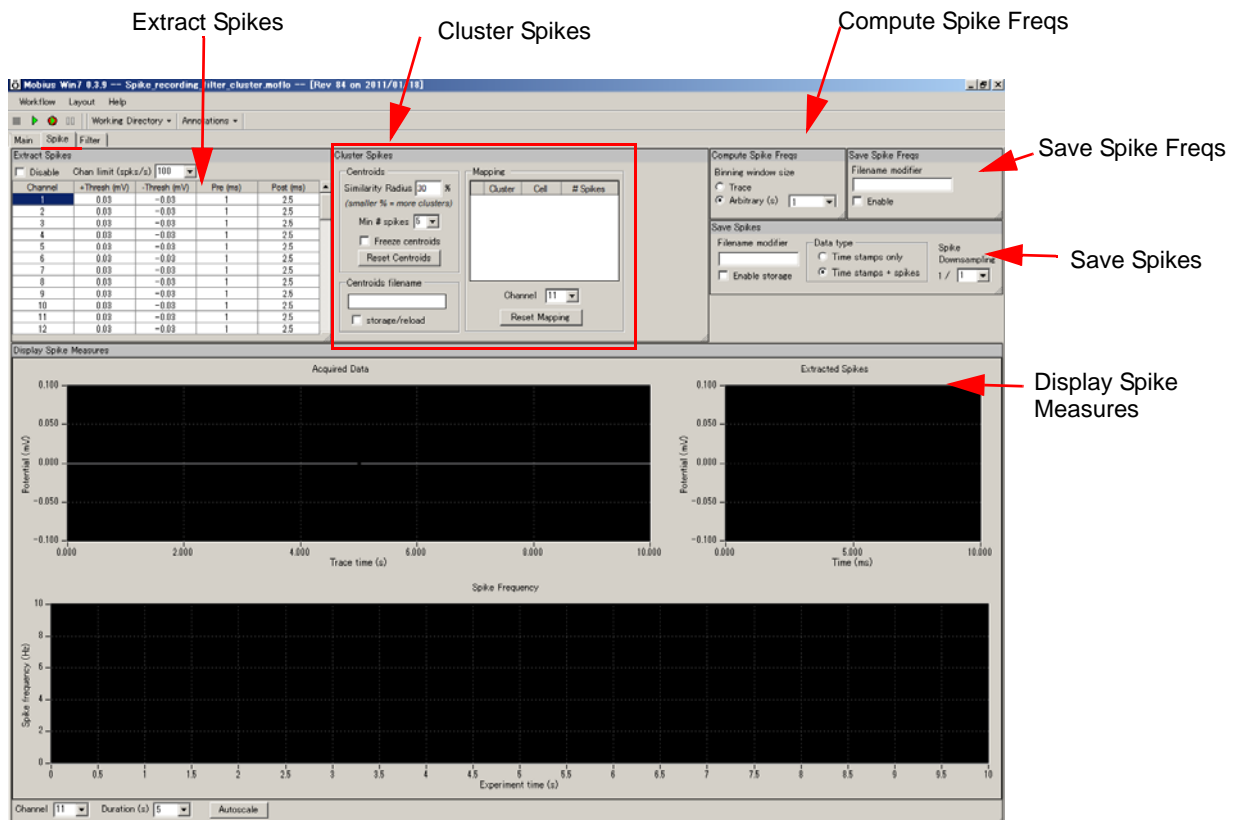 Extract Spikes
Cluster Spikes
Compute Spike Freqs
Save Spike Freqs
Save Spikes
Display Spike
Measures
Mobius Win7 0.3.9 -- Spike_recording_filter_cluster.moflo -- [Rev 84 on 2011/01/18]
Workflow Layout Help
Working Directory Annotations
Main Spike Filter
Extract Spikes
Disable Chan limit (spks/s) 100
Channel +Thresh (mV) -Thresh (mV) Pre (ms) Post (ms)
1 0.03 -0.03 1 2.5
2 0.03 -0.03 1 2.5
3 0.03 -0.03 1 2.5
4 0.03 -0.03 1 2.5
5 0.03 -0.03 1 2.5
6 0.03 -0.03 1 2.5
7 0.03 -0.03 1 2.5
8 0.03 -0.03 1 2.5
9 0.03 -0.03 1 2.5
10 0.03 -0.03 1 2.5
11 0.03 -0.03 1 2.5
12 0.03 -0.03 1 2.5
Cluster Spikes
Centroids
Similarity Radius 30 %
(smaller % = more clusters)
Min # spikes 5
Freeze centroids
Reset Centroids
Centroids filename
storage/reload
Mapping
Cluster Cell # Spikes
Channel 11
Reset Mapping
Compute Spike Freqs
Binning window size
Trace
Arbitrary (s) 1
Save Spike Freqs
Filename modifier
Enable
Save Spikes
Filename modifier
Enable storage
Data type
Time stamps only
Time stamps + spikes
Spike
Downsampling
1 / 1
Display Spike Measures
Acquired Data
Potential (mV)
0.100
0.050
0.000
-0.050
-0.100
0.000 2.000 4.000 6.000 8.000 10.000
Trace time (s)
Extracted Spikes
Potential (mV)
0.100
0.050
0.000
-0.050
-0.100
0.000 5.000 10.000
Time (ms)
Spike Frequency
Spike frequency (Hz)
10
8
6
4
2
0
0 0.5 1 1.5 2 2.5 3 3.5 4 4.5 5 5.5 6 6.5 7 7.5 8 8.5 9 9.5 10
Experiment time (s)
Channel 11 Duration (s) 5 Autoscale